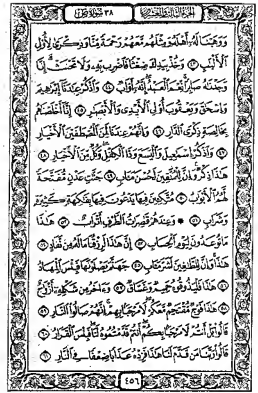 الجزء الثالث والعشرون ٣٨ سورة ص
وَوَهَبْنَا لَهُ أَهْلَهُ وَمِثْلَهُم مَّعَهُمْ رَحْمَةً مِّنَّا وَذِكْرَىٰ لِأُولِي
الْأَلْبَابِ ٤٣ وَخُذْ بِيَدِكَ ضِغْثًا فَاضْرِب بِّهِ وَلَا تَحْنَثْ إِنَّا
وَجَدْنَاهُ صَابِرًا نِّعْمَ الْعَبْدُ إِنَّهُ أَوَّابٌ ٤٤ وَاذْكُرْ عِبَادَنَا إِبْرَاهِيمَ
وَإِسْحَاقَ وَيَعْقُوبَ أُولِي الْأَيْدِي وَالْأَبْصَارِ ٤٥ إِنَّا أَخْلَصْنَاهُم
بِخَالِصَةٍ ذِكْرَى الدَّارِ ٤٦ وَإِنَّهُمْ عِندَنَا لَمِنَ الْمُصْطَفَيْنَ الْأَخْيَارِ
٤٧ وَاذْكُرْ إِسْمَاعِيلَ وَالْيَسَعَ وَذَا الْكِفْلِ وَكُلٌّ مِّنَ الْأَخْيَارِ ٤٨
هَٰذَا ذِكْرٌ وَإِنَّ لِلْمُتَّقِينَ لَحُسْنَ مَآبٍ ٤٩ جَنَّاتِ عَدْنٍ مُّفَتَّحَةً
لَّهُمُ الْأَبْوَابُ ٥٠ مُتَّكِئِينَ فِيهَا يَدْعُونَ فِيهَا بِفَاكِهَةٍ كَثِيرَةٍ
وَشَرَابٍ ٥١ وَعِندَهُمْ قَاصِرَاتُ الطَّرْفِ أَتْرَابٌ ٥٢ هَٰذَا
مَا تُوعَدُونَ لِيَوْمِ الْحِسَابِ ٥٣ إِنَّ هَٰذَا لَرِزْقُنَا مَا لَهُ مِن نَّفَادٍ ٥٤
هَٰذَا وَإِنَّ لِلطَّاغِينَ لَشَرَّ مَآبٍ ٥٥ جَهَنَّمَ يَصْلَوْنَهَا فَبِئْسَ الْمِهَادُ
٥٦ هَٰذَا فَلْيَذُوقُوهُ حَمِيمٌ وَغَسَّاقٌ ٥٧ وَآخَرُ مِن شَكْلِهِ أَزْوَاجٌ
٥٨ هَٰذَا فَوْجٌ مُّقْتَحِمٌ مَّعَكُمْ لَا مَرْحَبًا بِهِمْ إِنَّهُمْ صَالُوا النَّارِ ٥٩
قَالُوا بَلْ أَنتُمْ لَا مَرْحَبًا بِكُمْ أَنتُمْ قَدَّمْتُمُوهُ لَنَا فَبِئْسَ الْقَرَارُ ٦٠
قَالُوا رَبَّنَا مَن قَدَّمَ لَنَا هَٰذَا فَزِدْهُ عَذَابًا ضِعْفًا فِي النَّارِ ٦١
٤٥٦